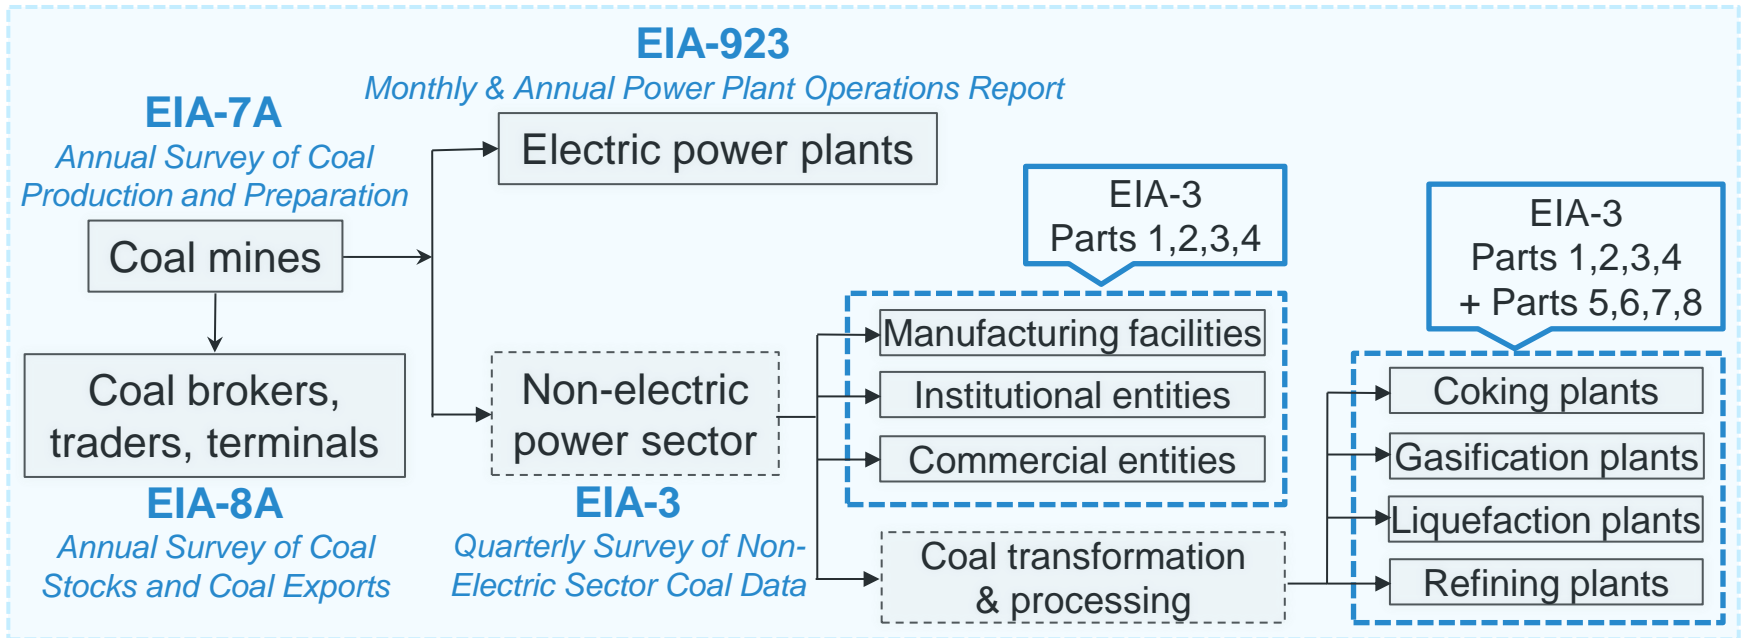 EIA-923
Monthly & Annual Power Plant Operations Report
EIA-7A
Annual Survey of Coal
Production and Preparation
Electric power plants
Coal mines
Coal brokers,
traders, terminals
EIA-8A
Annual Survey of Coal
Stocks and Coal Exports
Non-electric
power sector
EIA-3
Quarterly Survey of Non-
Electric Sector Coal Data
EIA-3
Parts 1,2,3,4
Manufacturing facilities
Institutional entities
Commercial entities
Coal transformation
& processing
EIA-3
Parts 1,2,3,4
+ Parts 5,6,7,8
Coking plants
Gasification plants
Liquefaction plants
Refining plants